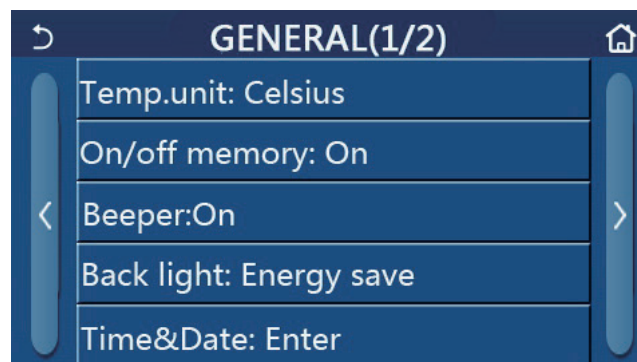 GENERAL(1/2)
Temp.unit: Celsius
On/off memory: On
Beeper:On
Back light: Energy save
Time&Date: Enter